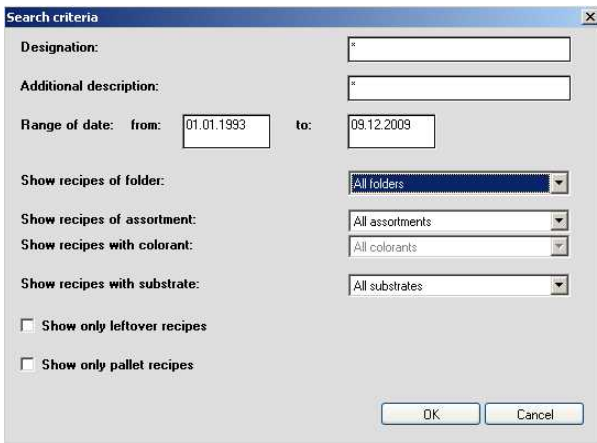 Search criteria
Designation: *
Additional description: *
Range of date: from: 01.01.1993 to: 09.12.2009
Show recipes of folder: All folders
Show recipes of assortment: All assortments
Show recipes with colorant: All colorants
Show recipes with substrate: All substrates
Show only leftover recipes
Show only pallet recipes
OK Cancel